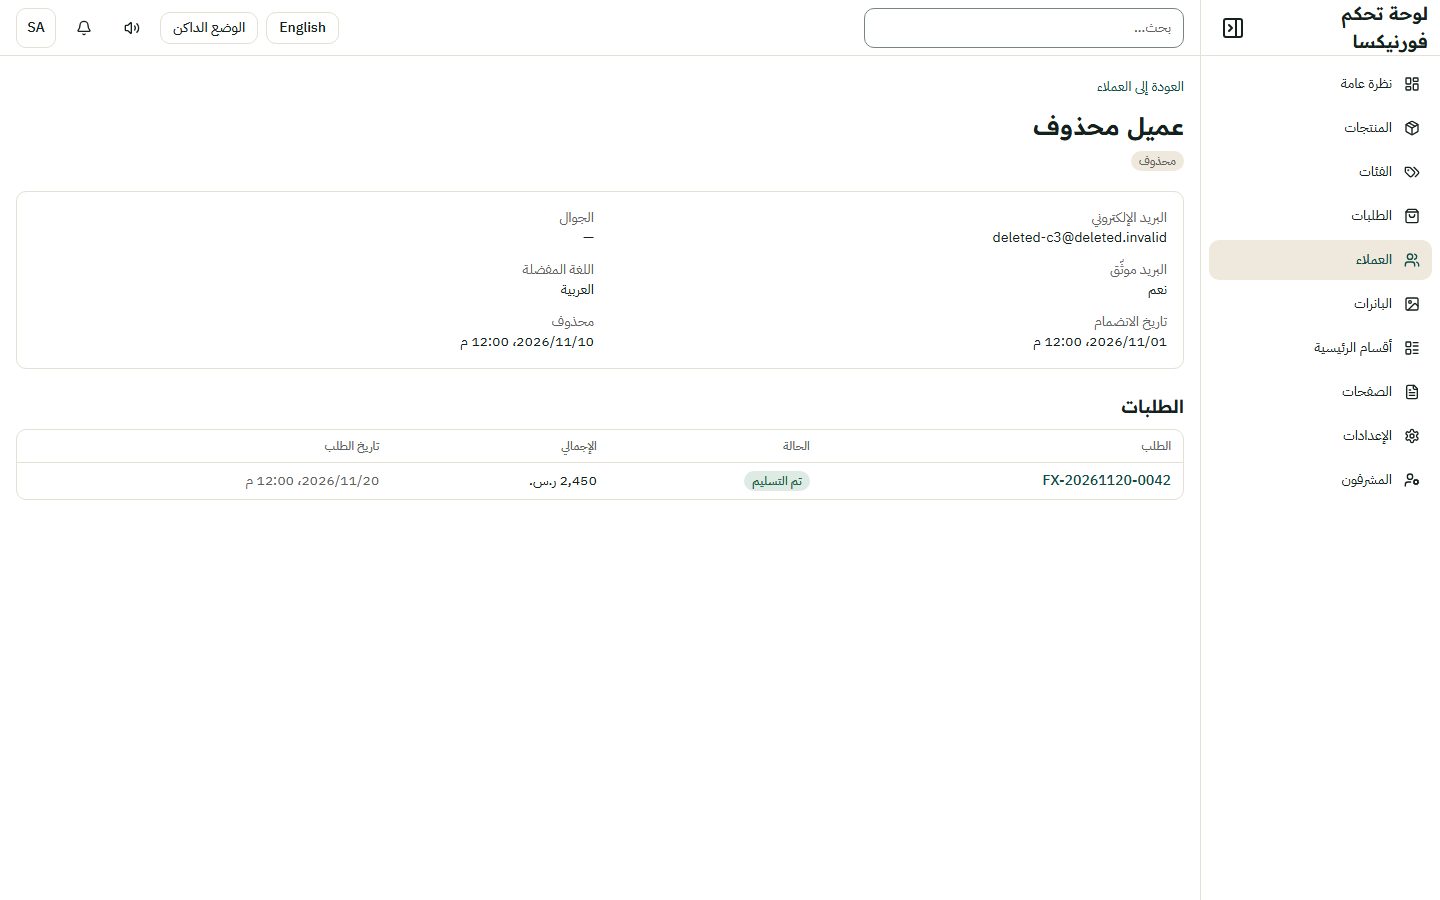 لوحة تحكم
فورنيكسا
بحث...
English
الوضع الداكن
SA
نظرة عامة
المنتجات
الفئات
الطلبات
العملاء
البانرات
أقسام الرئيسية
الصفحات
الإعدادات
المشرفون
العودة إلى العملاء
عميل محذوف
محذوف
البريد الإلكتروني
deleted-c3@deleted.invalid
الجوال
—
البريد موثّق
نعم
اللغة المفضلة
العربية
تاريخ الانضمام
2026/11/01، 12:00 م
محذوف
2026/11/10، 12:00 م
الطلبات
الطلب الحالة الإجمالي تاريخ الطلب
FX-20261120-0042 تم التسليم 2,450 ر.س. 2026/11/20، 12:00 م